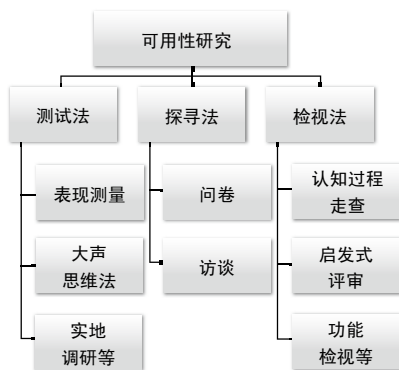 可用性研究
测试法
探寻法
检视法
表现测量
问卷
认知过程
走查
大声
思维法
访谈
启发式
评审
实地
调研等
功能
检视等